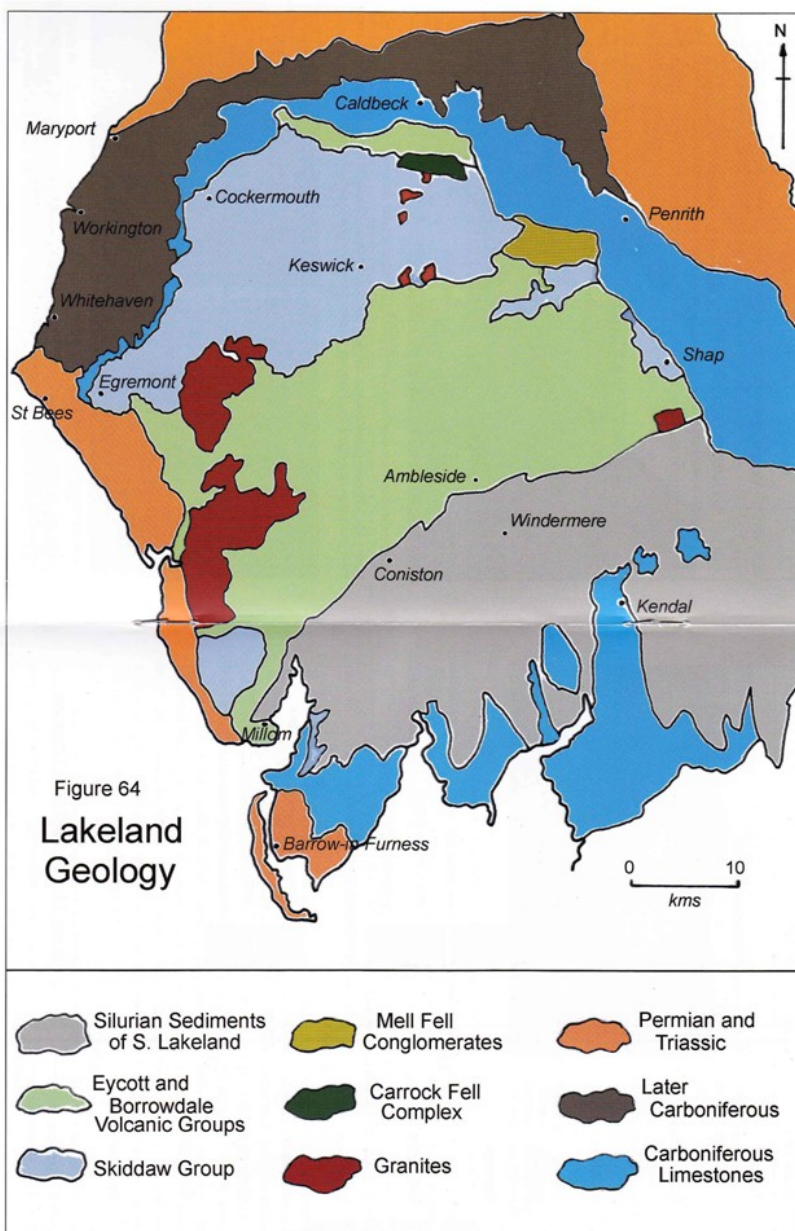 N
Caldbeck
Maryport
Cockermouth
Penrith
Workington
Keswick
Whitehaven
Shap
Egremont
St Bees
Ambleside
Windermere
Coniston
Kendal
Millom
Figure 64
Lakeland
Geology
Barrow-in Furness
0 10
kms
Silurian Sediments
of S. Lakeland
Mell Fell
Conglomerates
Permian and
Triassic
Eycott and
Borrowdale
Volcanic Groups
Carrock Fell
Complex
Later
Carboniferous
Skiddaw Group
Granites
Carboniferous
Limestones